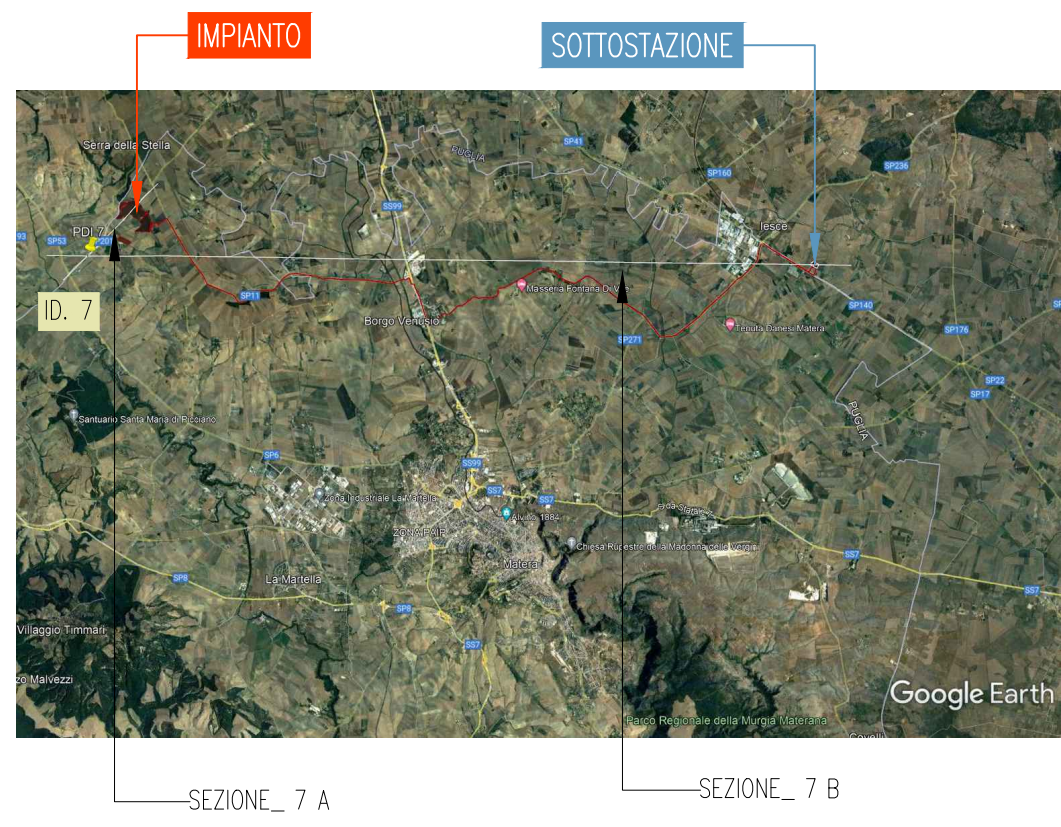 IMPIANTO
SOTTOSTAZIONE
Serra della Stella
PUGLIA
SP41
SP160
SP236
SS99
Iesce
PDI 7
93
SP53
SP201
ID. 7
SP11
Masseria Fontana Di Vite
SP140
Borgo Venusio
Tenuta Danesi Matera
SP176
SP271
SP22
SP17
PUGLIA
Santuario Santa Maria di Picciano
SP6
SS99
Zona Industriale La Martella
SS7
SS7
Alvino 1884
ZONA PAIP
Chiesa Rupestre della Madonna delle Vergini
SS7
Matera
SP8
La Martella
SS7
SP8
Villaggio Timmari
SS7
zo Malvezzi
Google Earth
Parco Regionale della Murgia Materana
Covelli
SEZIONE_ 7 A
SEZIONE_ 7 B